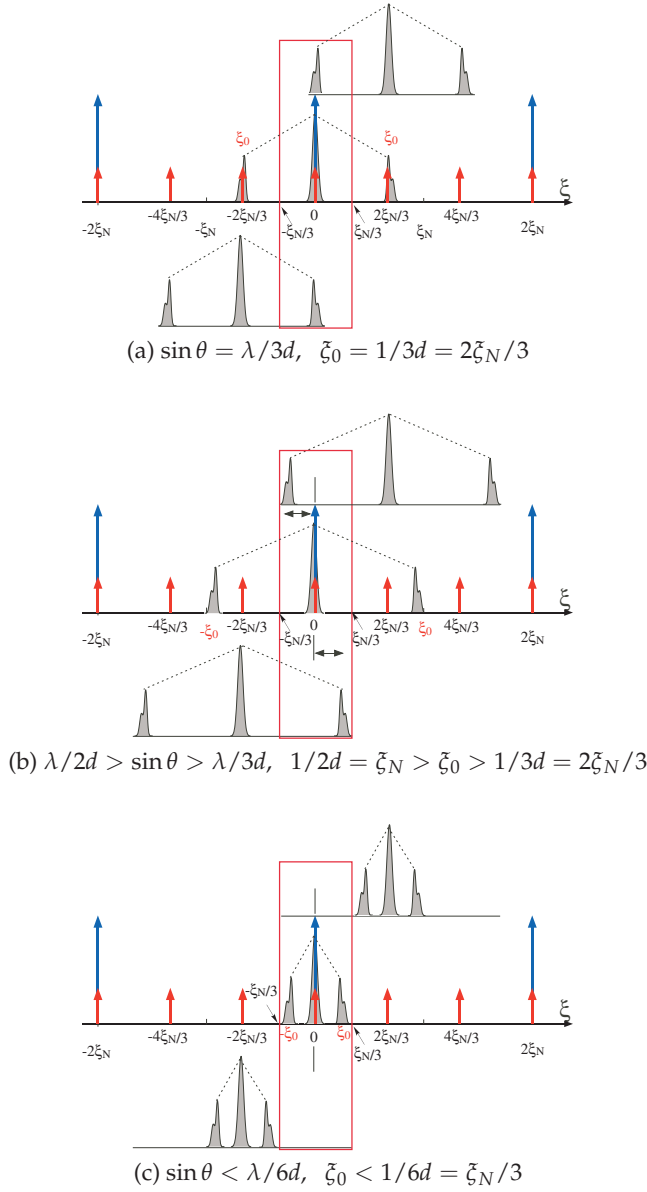 ξ₀ ξ₀
ξ
-2ξN -4ξN/3 -ξN -2ξN/3 -ξN/3 0 ξN/3 2ξN/3 ξN 4ξN/3 2ξN
(a) sin θ = λ/3d, ξ₀ = 1/3d = 2ξN/3
ξ
-2ξN -4ξN/3 -ξ₀ -2ξN/3 -ξN/3 0 ξN/3 2ξN/3 ξ₀ 4ξN/3 2ξN
(b) λ/2d > sin θ > λ/3d, 1/2d = ξN > ξ₀ > 1/3d = 2ξN/3
-ξN/3
ξ
-2ξN -4ξN/3 -2ξN/3 -ξ₀ 0 ξ₀ ξN/3 2ξN/3 4ξN/3 2ξN
(c) sin θ < λ/6d, ξ₀ < 1/6d = ξN/3